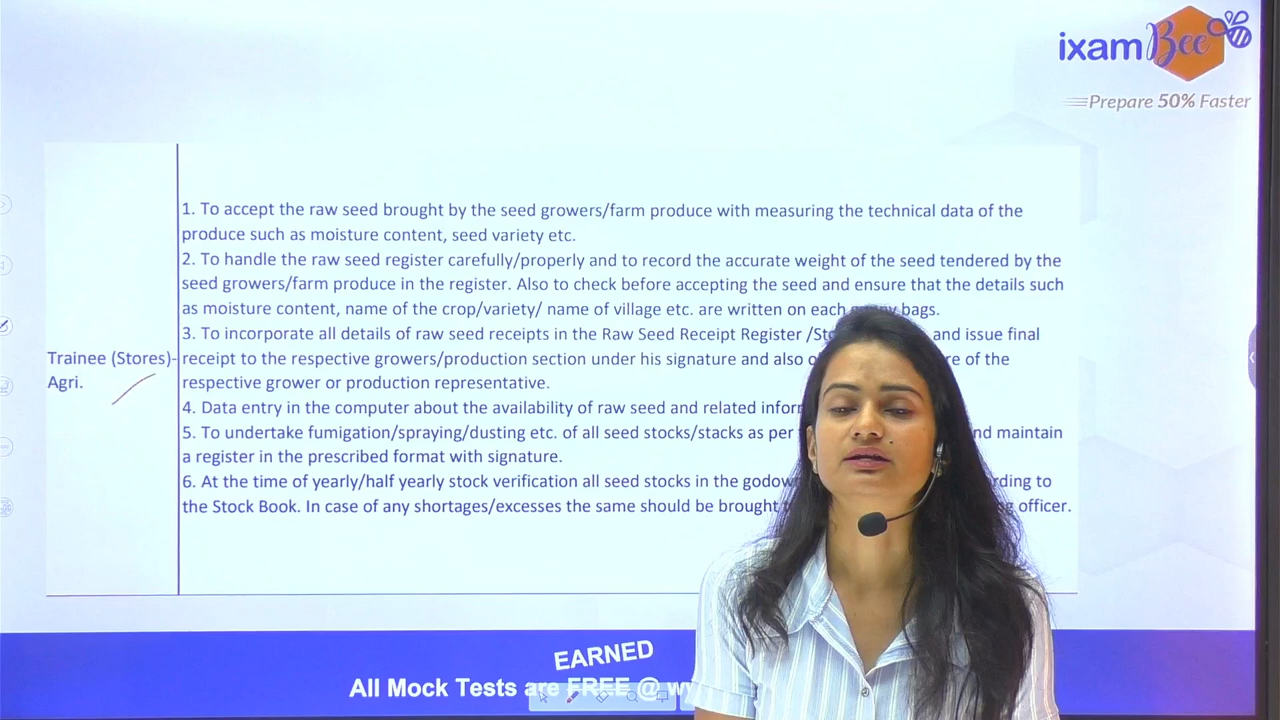 ixamBee
Prepare 50% Faster
1. To accept the raw seed brought by the seed growers/farm produce with measuring the technical data of the
produce such as moisture content, seed variety etc.
2. To handle the raw seed register carefully/properly and to record the accurate weight of the seed tendered by the
seed growers/farm produce in the register. Also to check before accepting the seed and ensure that the details such
as moisture content, name of the crop/variety/ name of village etc. are written on each bags.
3. To incorporate all details of raw seed receipts in the Raw Seed Receipt Register / and issue final
Trainee (Stores)- receipt to the respective growers/production section under his signature and also of the
Agri. respective grower or production representative.
4. Data entry in the computer about the availability of raw seed and related
5. To undertake fumigation/spraying/dusting etc. of all seed stocks/stacks as per maintain
a register in the prescribed format with signature.
6. At the time of yearly/half yearly stock verification all seed stocks in the to
the Stock Book. In case of any shortages/excesses the same should be brought officer.
EARNED
All Mock Tests are FREE @